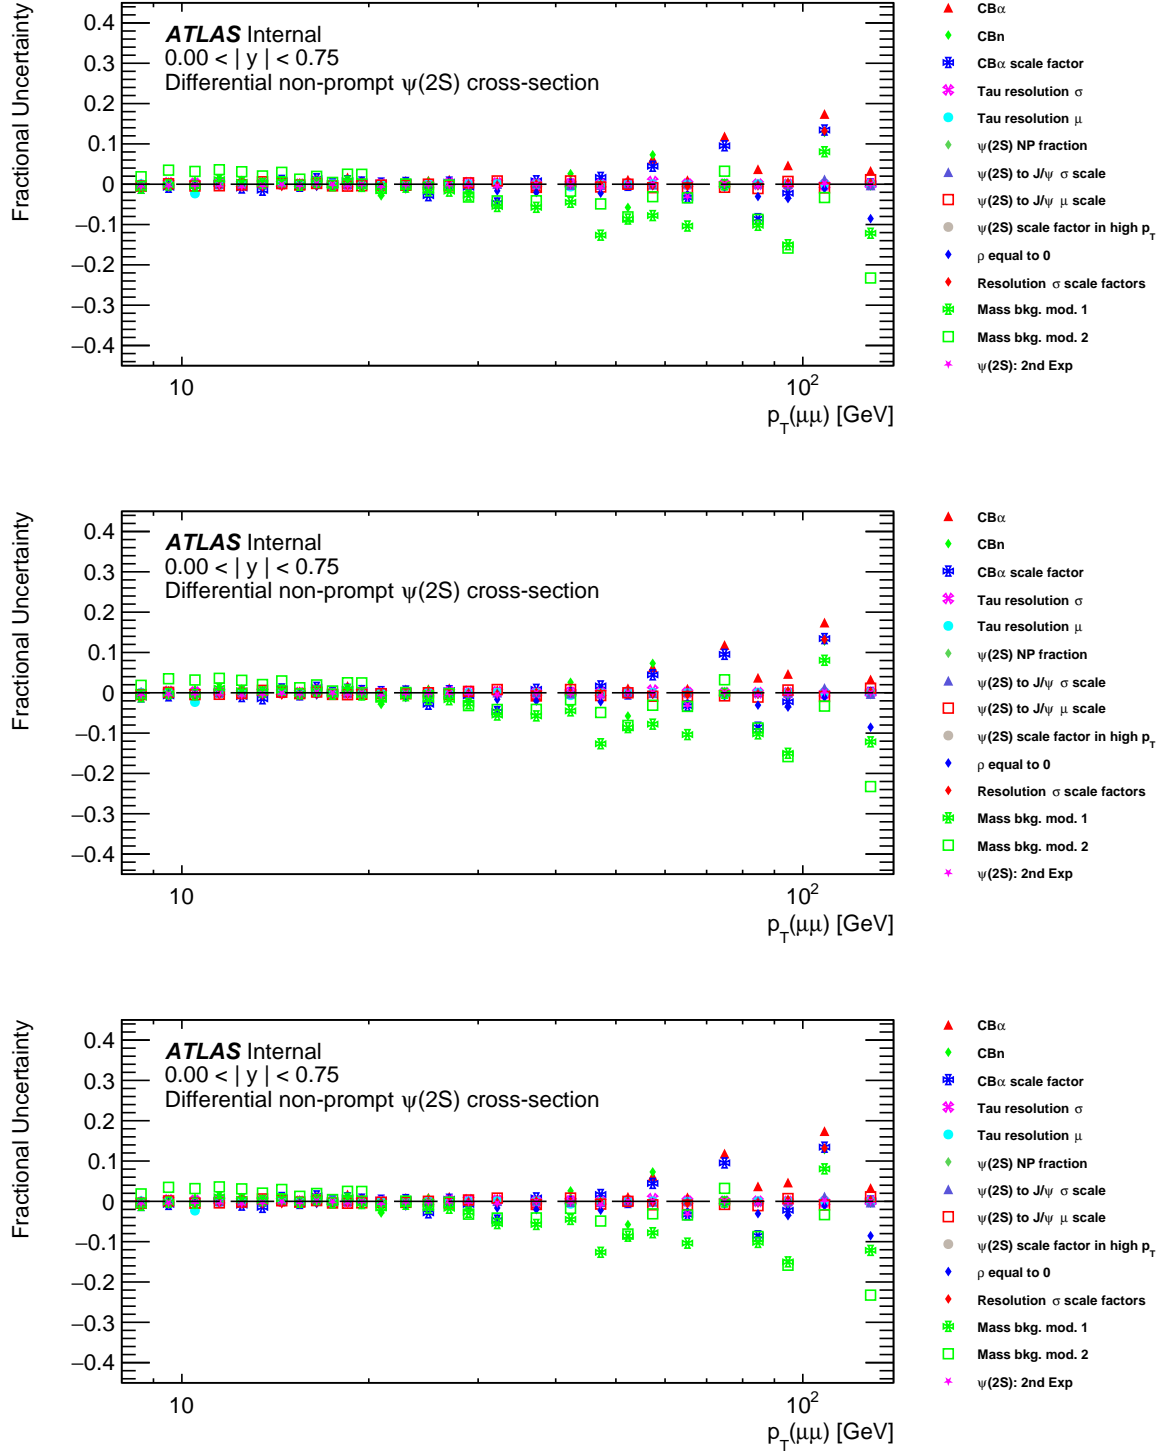 Fractional Uncertainty
0.4
0.3
0.2
0.1
0
−0.1
−0.2
−0.3
−0.4
ATLAS Internal
0.00 < | y | < 0.75
Differential non-prompt ψ(2S) cross-section
10
10²
p_T(μμ) [GeV]
CBα
CBn
CBα scale factor
Tau resolution σ
Tau resolution μ
ψ(2S) NP fraction
ψ(2S) to J/ψ σ scale
ψ(2S) to J/ψ μ scale
ψ(2S) scale factor in high p_T
ρ equal to 0
Resolution σ scale factors
Mass bkg. mod. 1
Mass bkg. mod. 2
ψ(2S): 2nd Exp
Fractional Uncertainty
0.4
0.3
0.2
0.1
0
−0.1
−0.2
−0.3
−0.4
ATLAS Internal
0.00 < | y | < 0.75
Differential non-prompt ψ(2S) cross-section
10
10²
p_T(μμ) [GeV]
CBα
CBn
CBα scale factor
Tau resolution σ
Tau resolution μ
ψ(2S) NP fraction
ψ(2S) to J/ψ σ scale
ψ(2S) to J/ψ μ scale
ψ(2S) scale factor in high p_T
ρ equal to 0
Resolution σ scale factors
Mass bkg. mod. 1
Mass bkg. mod. 2
ψ(2S): 2nd Exp
Fractional Uncertainty
0.4
0.3
0.2
0.1
0
−0.1
−0.2
−0.3
−0.4
ATLAS Internal
0.00 < | y | < 0.75
Differential non-prompt ψ(2S) cross-section
10
10²
p_T(μμ) [GeV]
CBα
CBn
CBα scale factor
Tau resolution σ
Tau resolution μ
ψ(2S) NP fraction
ψ(2S) to J/ψ σ scale
ψ(2S) to J/ψ μ scale
ψ(2S) scale factor in high p_T
ρ equal to 0
Resolution σ scale factors
Mass bkg. mod. 1
Mass bkg. mod. 2
ψ(2S): 2nd Exp